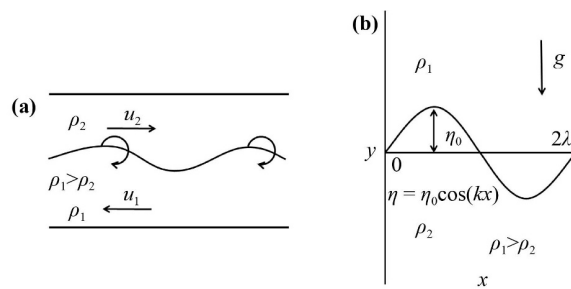 (a)
ρ₂
u₂
ρ₁>ρ₂
ρ₁
u₁
(b)
ρ₁
g
η₀
y
0
2λ
η = η₀cos(kx)
ρ₂
ρ₁>ρ₂
x